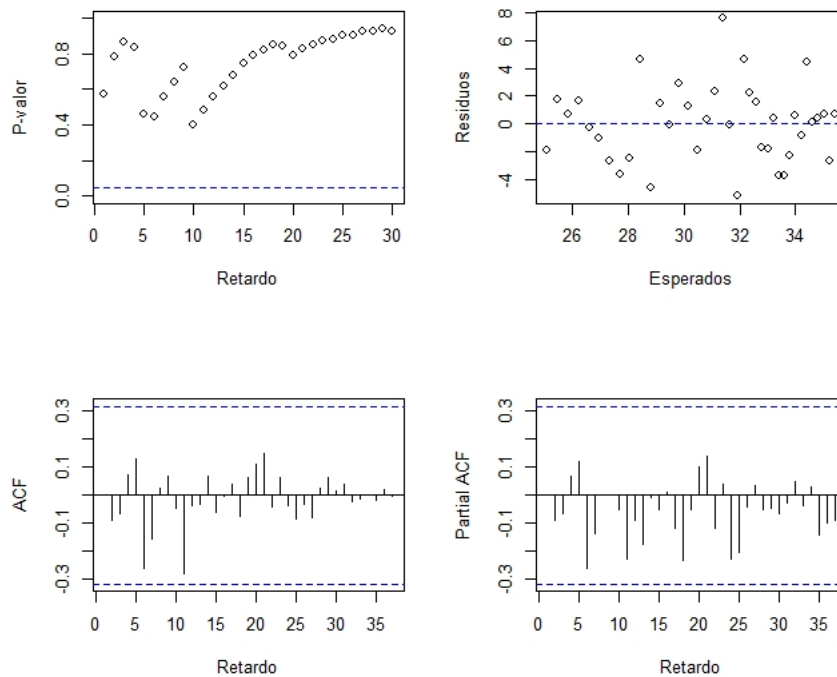 P-valor
0.0 0.4 0.8
0 5 10 15 20 25 30
Retardo
Residuos
-4 0 2 4 6 8
26 28 30 32 34
Esperados
ACF
-0.3 -0.1 0.1 0.3
0 5 10 15 20 25 30 35
Retardo
Partial ACF
-0.3 -0.1 0.1 0.3
0 5 10 15 20 25 30 35
Retardo